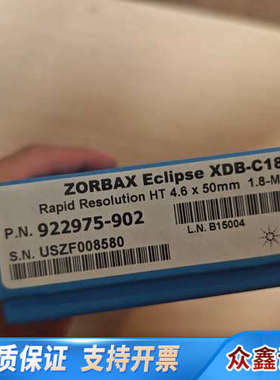 ZORBAX Eclipse XDB-C18
Rapid Resolution HT 4.6 x 50mm 1.8-M
P.N. 922975-902
S.N. USZF008580
L.N. B15004
质保证 支持开票
众鑫